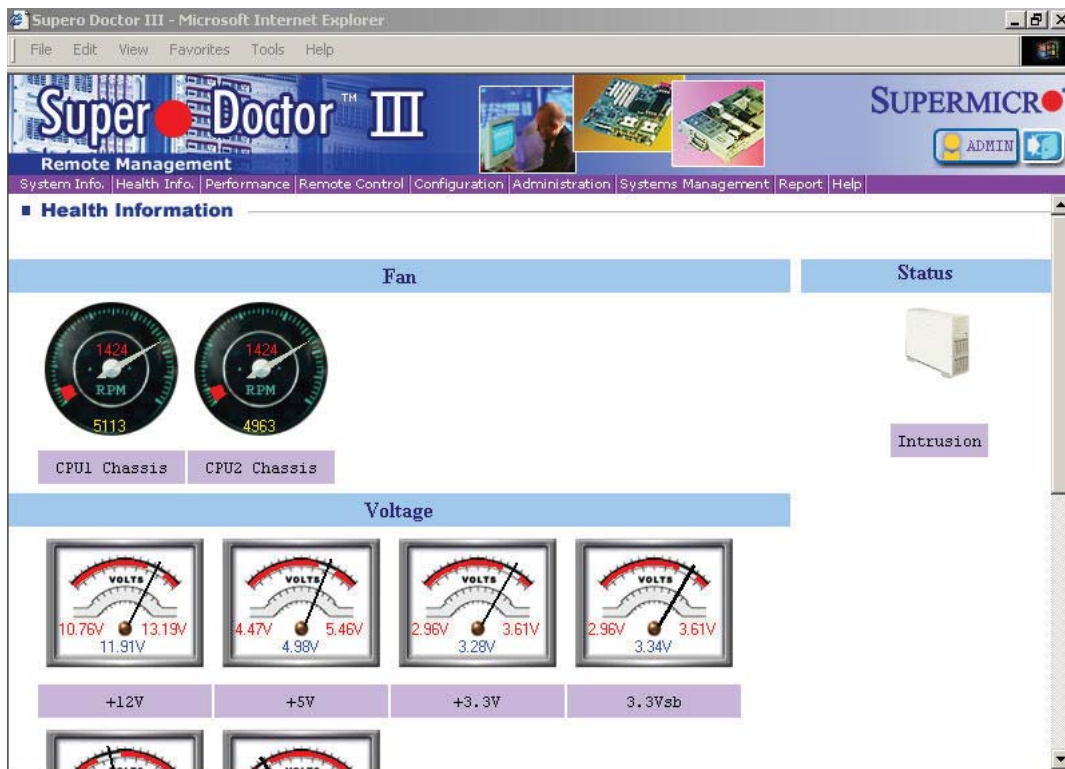 Supero Doctor III - Microsoft Internet Explorer
File Edit View Favorites Tools Help
Super Doctor ™ III
SUPERMICR
Remote Management
ADMIN
System Info. Health Info. Performance Remote Control Configuration Administration Systems Management Report Help
Health Information
Fan
Status
1424
RPM
5113
1424
RPM
4963
CPU1 Chassis
CPU2 Chassis
Intrusion
Voltage
VOLTS
10.76V 13.19V
11.91V
VOLTS
4.47V 5.46V
4.98V
VOLTS
2.96V 3.61V
3.28V
VOLTS
2.96V 3.61V
3.34V
+12V
+5V
+3.3V
3.3Vsb